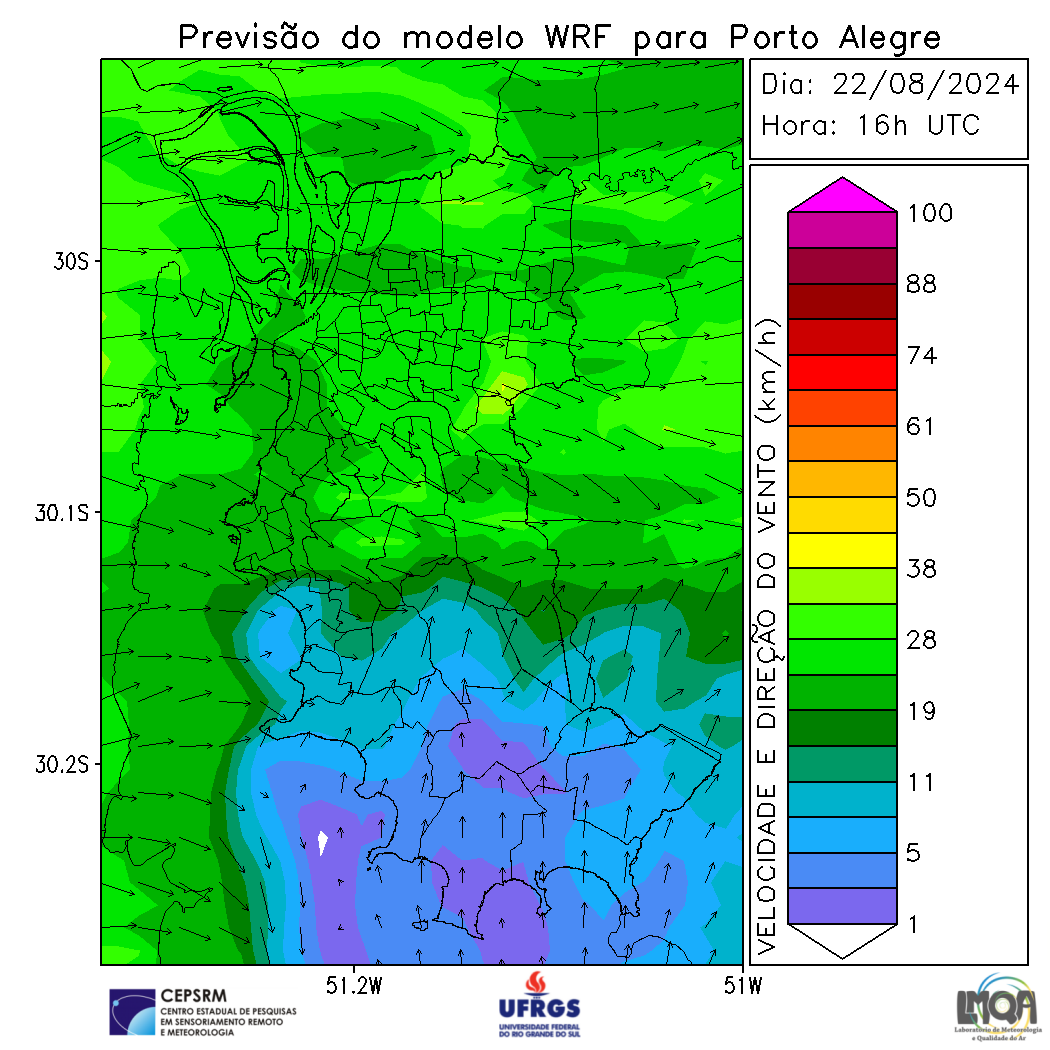 Previsão do modelo WRF para Porto Alegre
Dia: 22/08/2024
Hora: 16h UTC
30S
30.1S
30.2S
51.2W
51W
VELOCIDADE E DIREÇÃO DO VENTO (km/h)
100
88
74
61
50
38
28
19
11
5
1
CEPSRM
CENTRO ESTADUAL DE PESQUISAS
EM SENSORIAMENTO REMOTO
E METEOROLOGIA
UFRGS
UNIVERSIDADE FEDERAL
DO RIO GRANDE DO SUL
LMQA
Laboratório de Meteorologia
e Qualidade do Ar